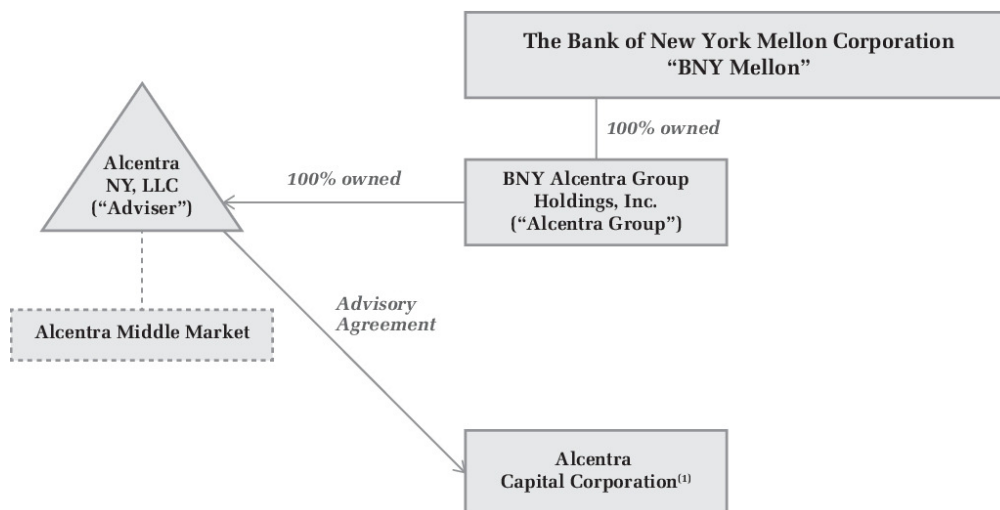 The Bank of New York Mellon Corporation
“BNY Mellon”
100% owned
Alcentra
NY, LLC
(“Adviser”)
100% owned
BNY Alcentra Group
Holdings, Inc.
(“Alcentra Group”)
Advisory
Agreement
Alcentra Middle Market
Alcentra
Capital Corporation(1)